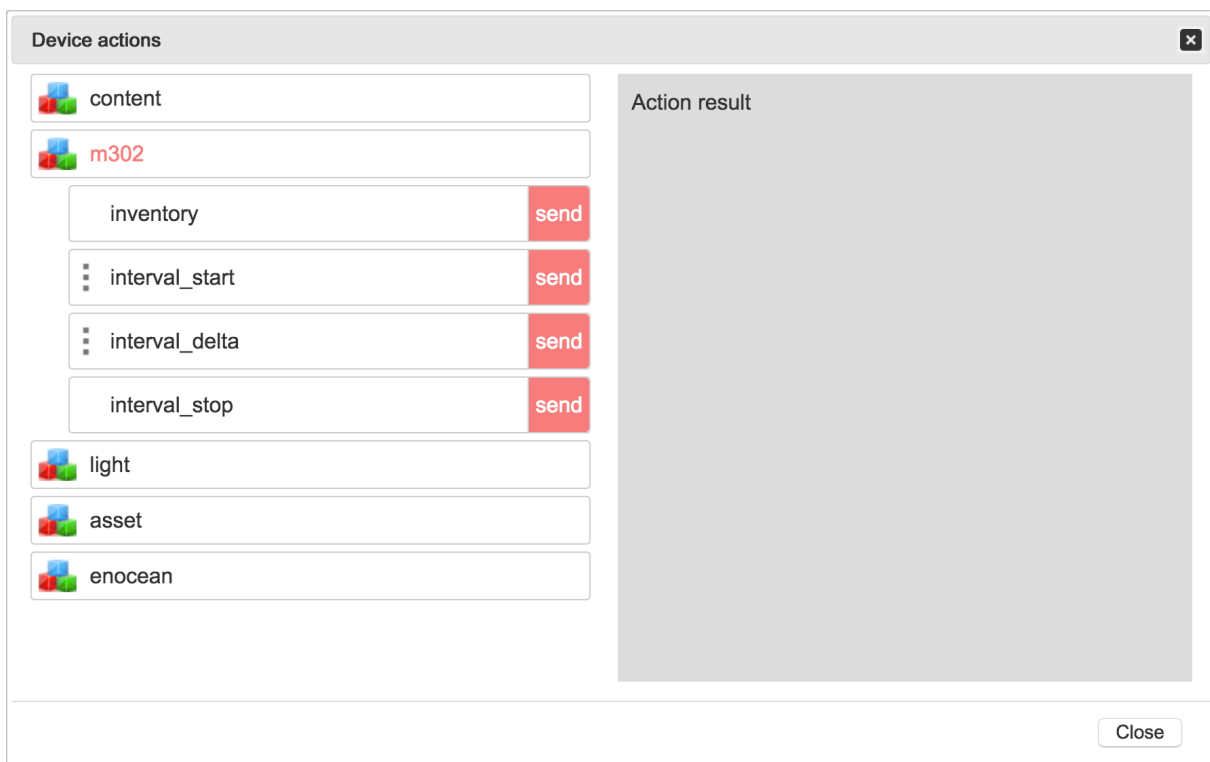 Device actions
content
m302
inventory send
interval_start send
interval_delta send
interval_stop send
light
asset
enocean
Action result
Close